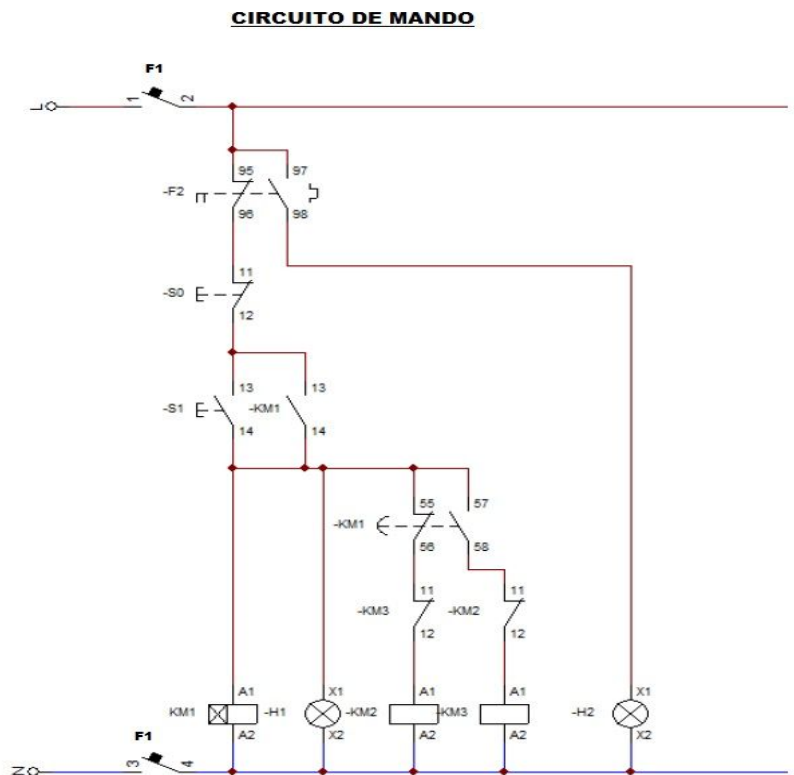 CIRCUITO DE MANDO
F1
L 1 2
95 97
-F2
96 98
11
-S0
12
13 13
-S1 -KM1
14 14
55 57
-KM1
56 58
11 11
-KM3 -KM2
12 12
A1 X1 A1 A1 X1
KM1 -H1 -KM2 -KM3 -H2
A2 X2 A2 A2 X2
F1
N 3 4